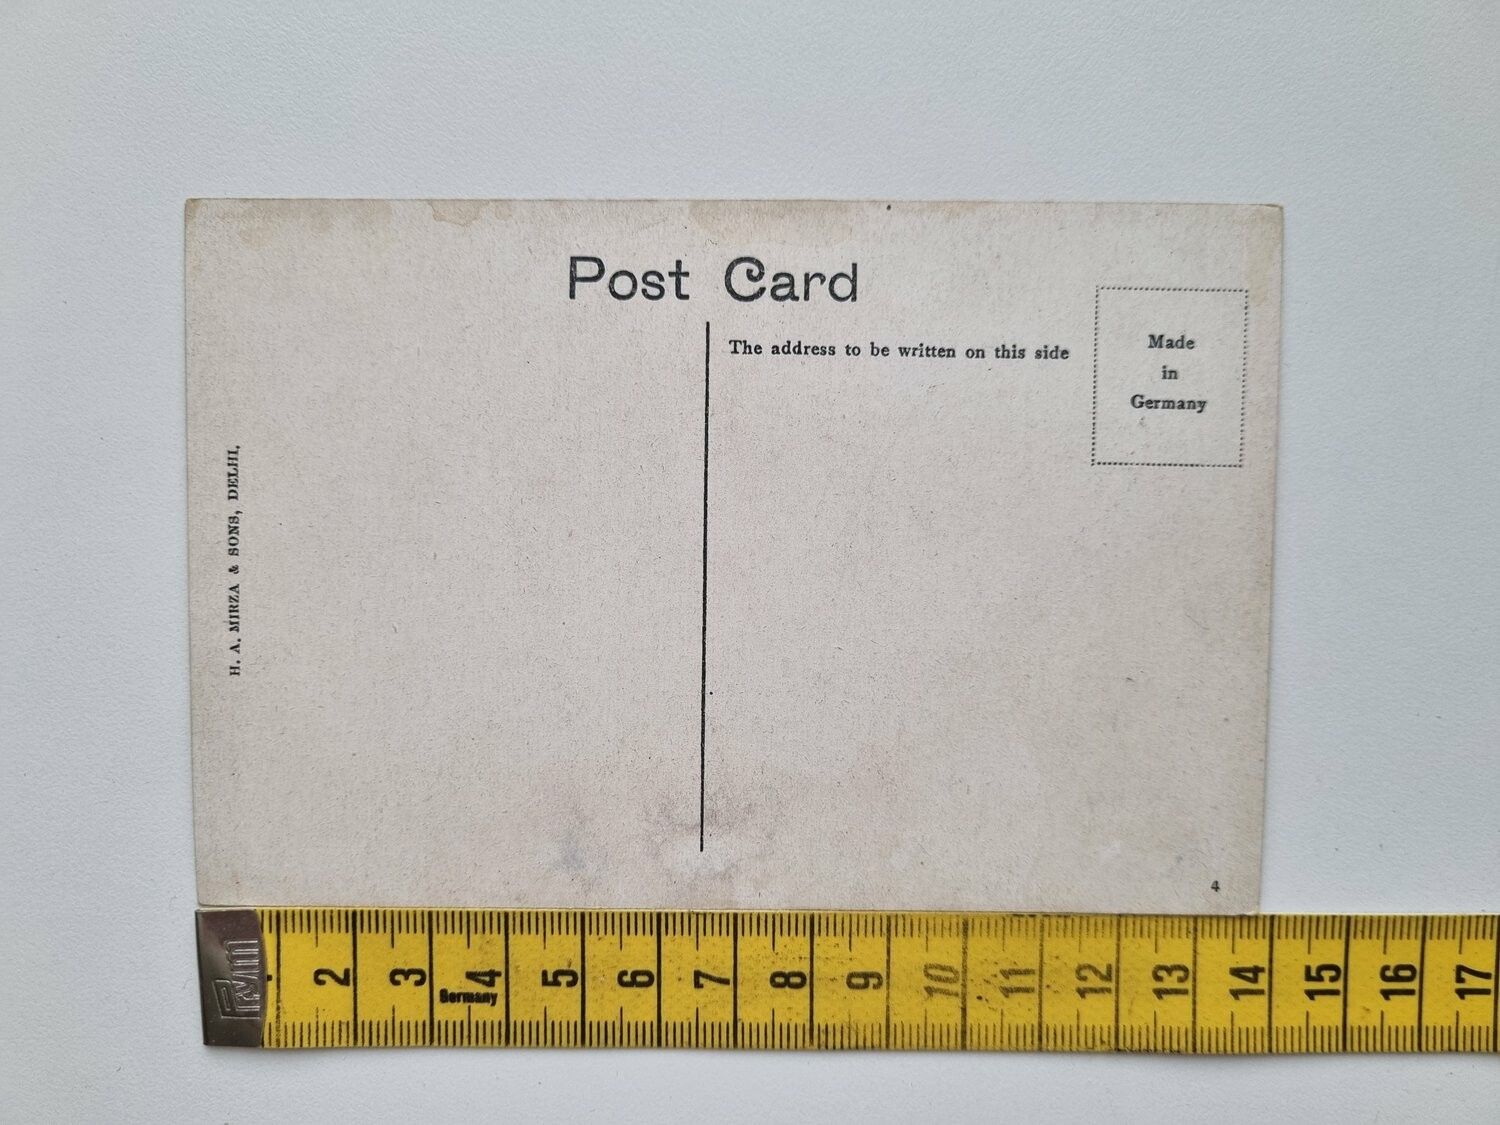 Post Card
The address to be written on this side
Made
in
Germany
H. A. MIRZA & SONS, DELHI.
4
2 3 4 5 6 7 8 9 10 11 12 13 14 15 16 17
Germany